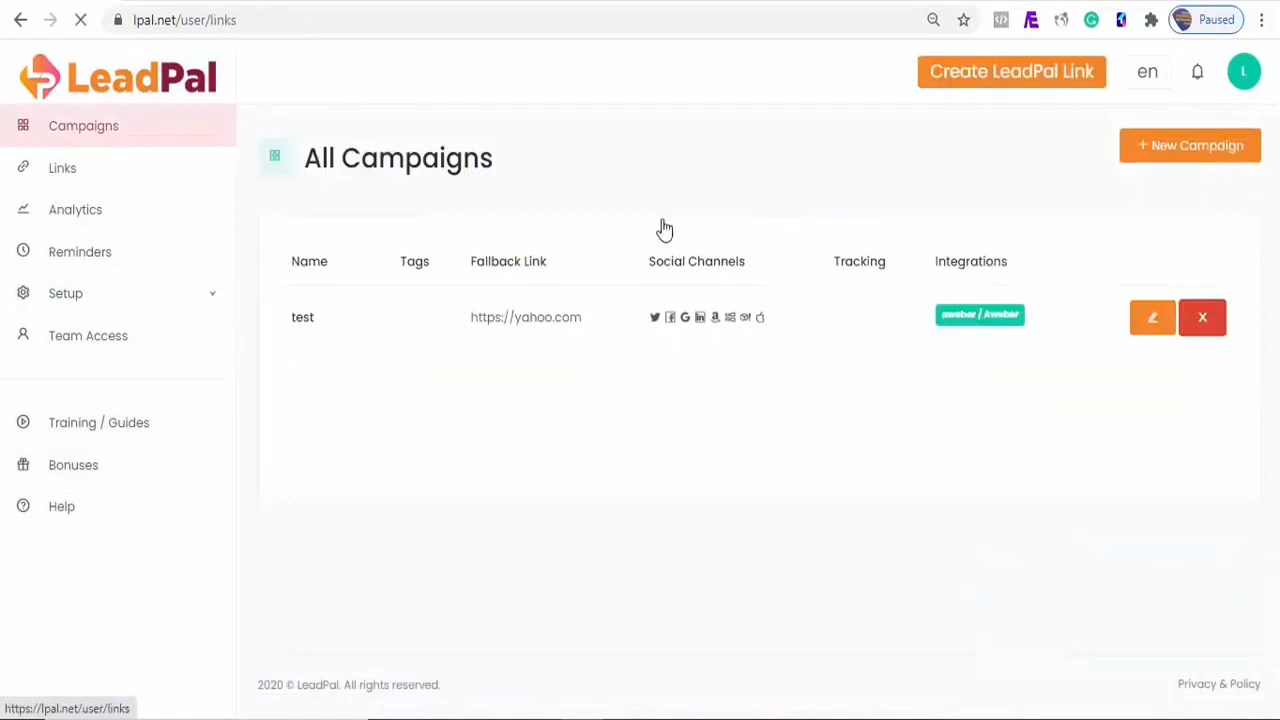 lpal.net/user/links
Paused
LeadPal
Create LeadPal Link
en
L
Campaigns
Links
Analytics
Reminders
Setup
Team Access
Training / Guides
Bonuses
Help
All Campaigns
+ New Campaign
Name Tags Fallback Link Social Channels Tracking Integrations
test https://yahoo.com aweber / Aweber X
2020 © LeadPal. All rights reserved.
Privacy & Policy
https://lpal.net/user/links